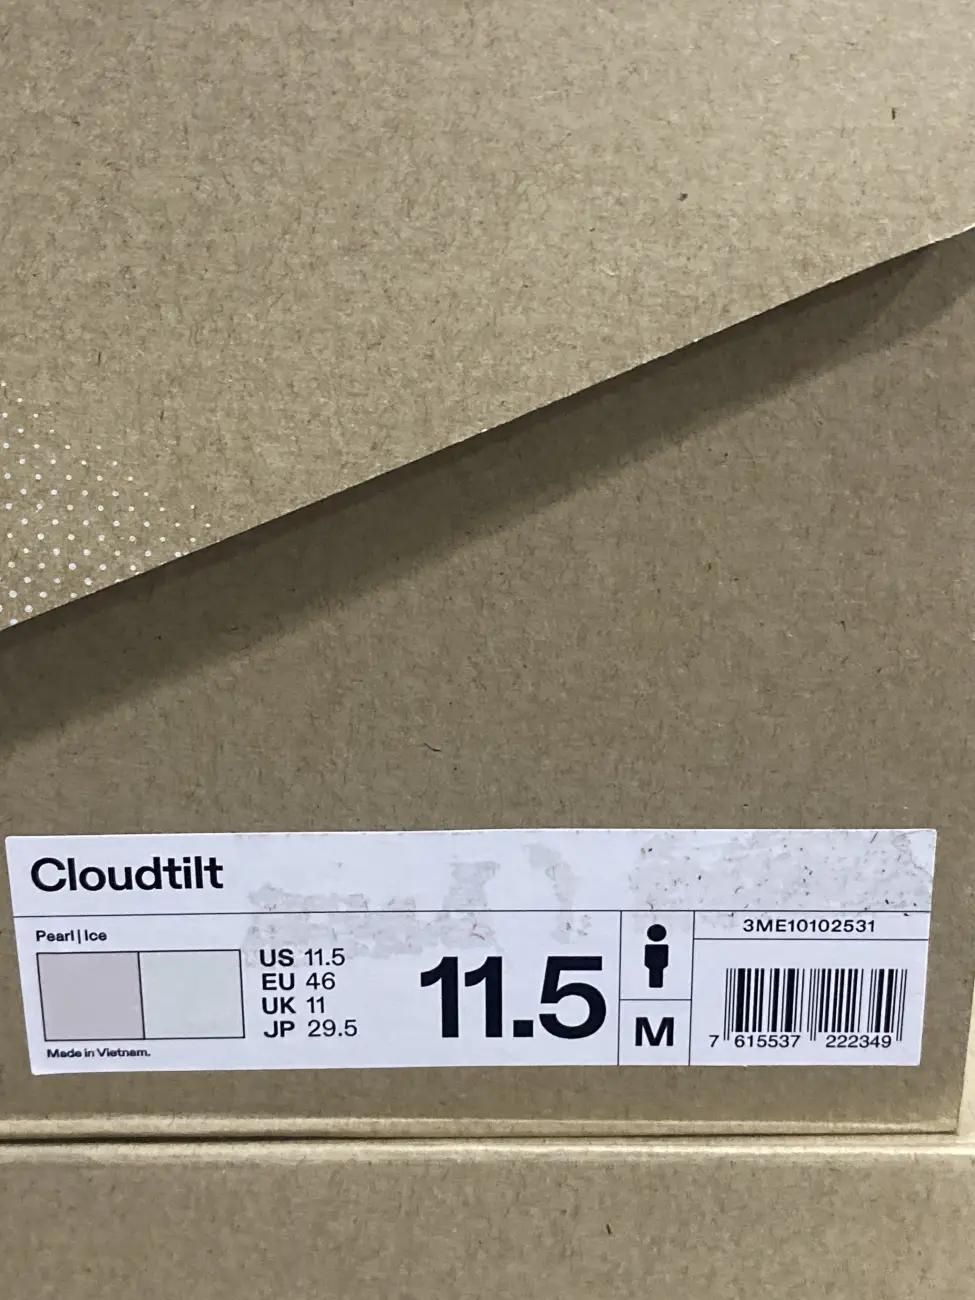 Cloudtilt
Pearl | Ice
US 11.5
EU 46
UK 11
JP 29.5
Made in Vietnam.
11.5
M
3ME10102531
7 615537 222349